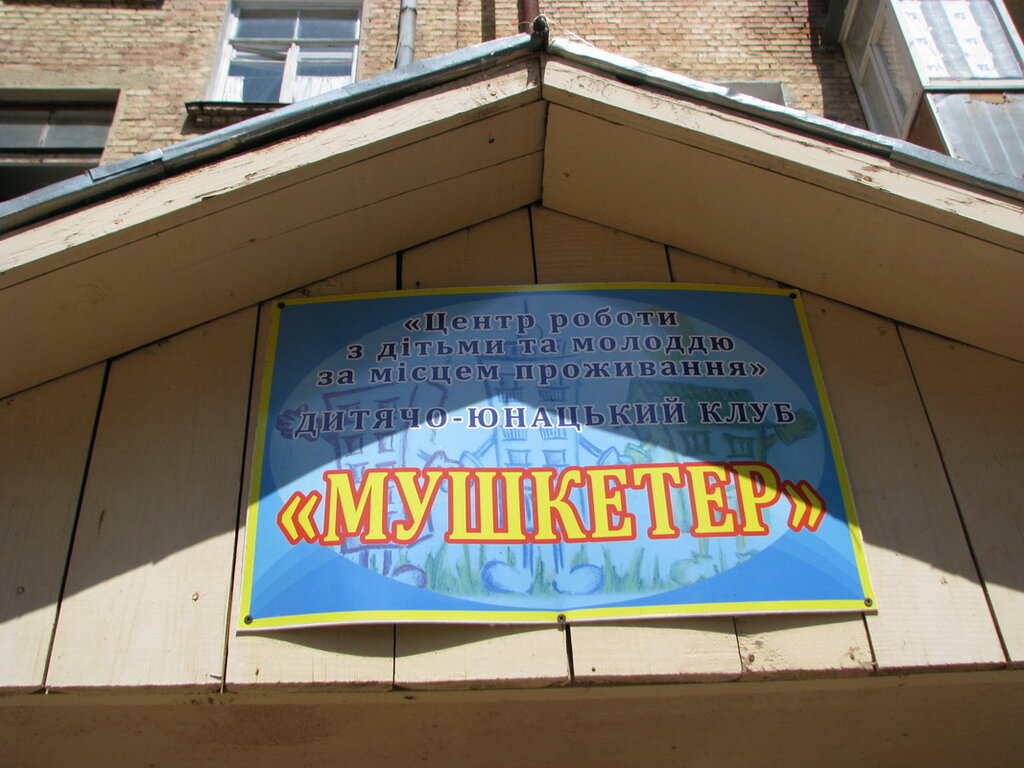 «Центр роботи
з дітьми та молоддю
за місцем проживання»
ДИТЯЧО-ЮНАЦЬКИЙ КЛУБ
«МУШКЕТЕР»